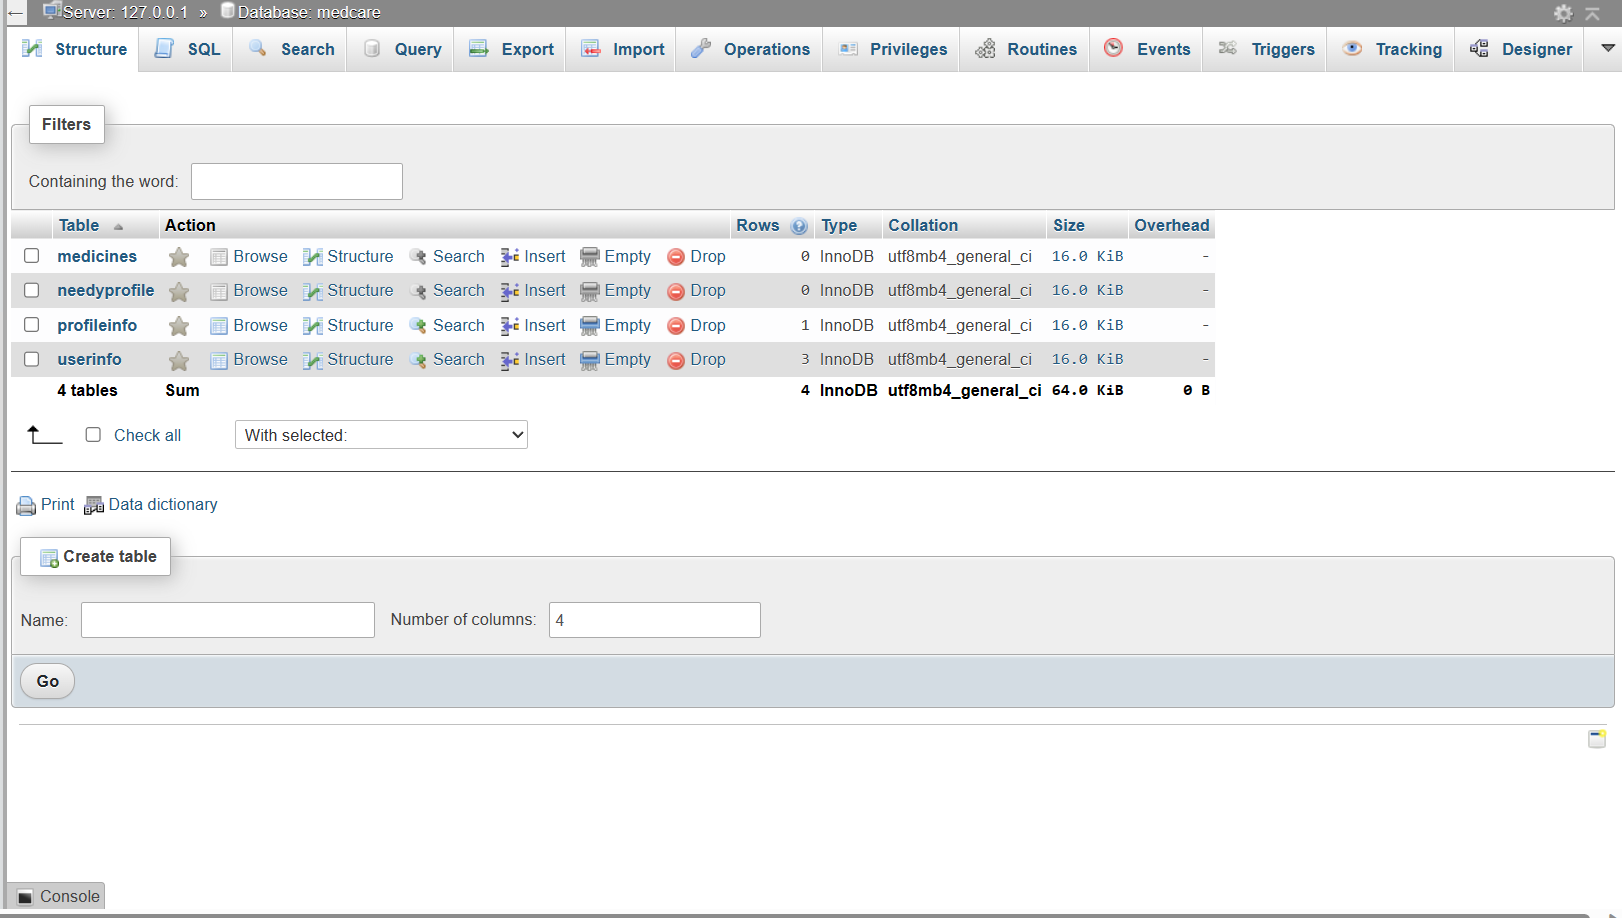 Server: 127.0.0.1 » Database: medcare
Structure SQL Search Query Export Import Operations Privileges Routines Events Triggers Tracking Designer
Filters
Containing the word:
Table Action Rows Type Collation Size Overhead
medicines Browse Structure Search Insert Empty Drop 0 InnoDB utf8mb4_general_ci 16.0 KiB -
needyprofile Browse Structure Search Insert Empty Drop 0 InnoDB utf8mb4_general_ci 16.0 KiB -
profileinfo Browse Structure Search Insert Empty Drop 1 InnoDB utf8mb4_general_ci 16.0 KiB -
userinfo Browse Structure Search Insert Empty Drop 3 InnoDB utf8mb4_general_ci 16.0 KiB -
4 tables Sum 4 InnoDB utf8mb4_general_ci 64.0 KiB 0 B
Check all With selected:
Print Data dictionary
Create table
Name: Number of columns: 4
Go
Console